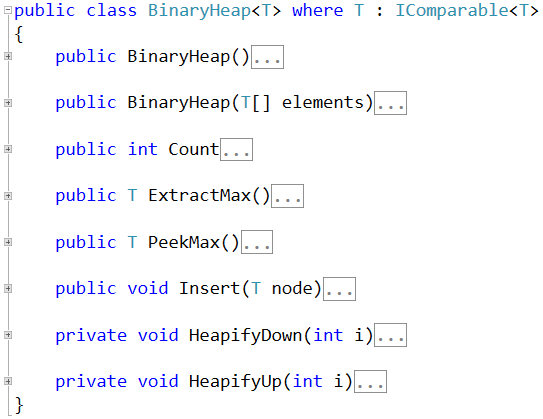 public class BinaryHeap<T> where T : IComparable<T>
{
public BinaryHeap()...
public BinaryHeap(T[] elements)...
public int Count...
public T ExtractMax()...
public T PeekMax()...
public void Insert(T node)...
private void HeapifyDown(int i)...
private void HeapifyUp(int i)...
}